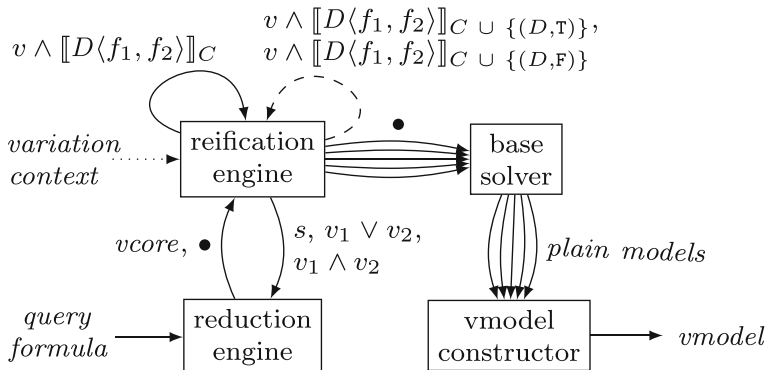 v ∧ ⟦D⟨f₁, f₂⟩⟧_C
v ∧ ⟦D⟨f₁, f₂⟩⟧_{C ∪ {(D,T)}},
v ∧ ⟦D⟨f₁, f₂⟩⟧_{C ∪ {(D,F)}}
variation
context
reification
engine
●
base
solver
vcore, ●
s, v₁ ∨ v₂,
v₁ ∧ v₂
plain models
query
formula
reduction
engine
vmodel
constructor
vmodel